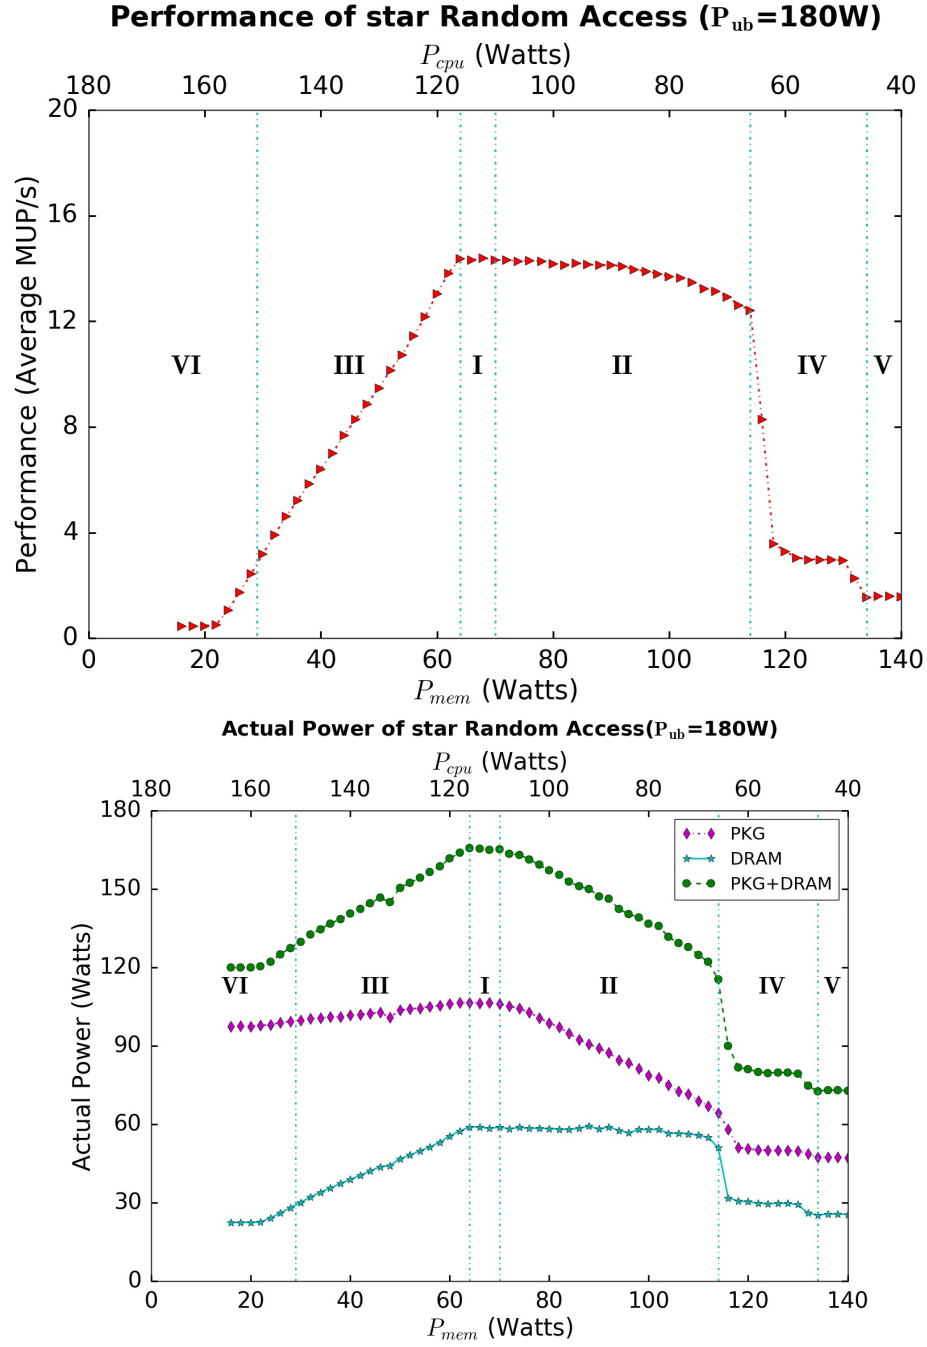 Performance of star Random Access (Pub=180W)
Pcpu (Watts)
180 160 140 120 100 80 60 40
20
16
12
8
4
0
Performance (Average MUP/s)
VI III I II IV V
0 20 40 60 80 100 120 140
Pmem (Watts)
Actual Power of star Random Access(Pub=180W)
Pcpu (Watts)
180 160 140 120 100 80 60 40
180
150
120
90
60
30
0
Actual Power (Watts)
PKG
DRAM
PKG+DRAM
VI III I II IV V
0 20 40 60 80 100 120 140
Pmem (Watts)